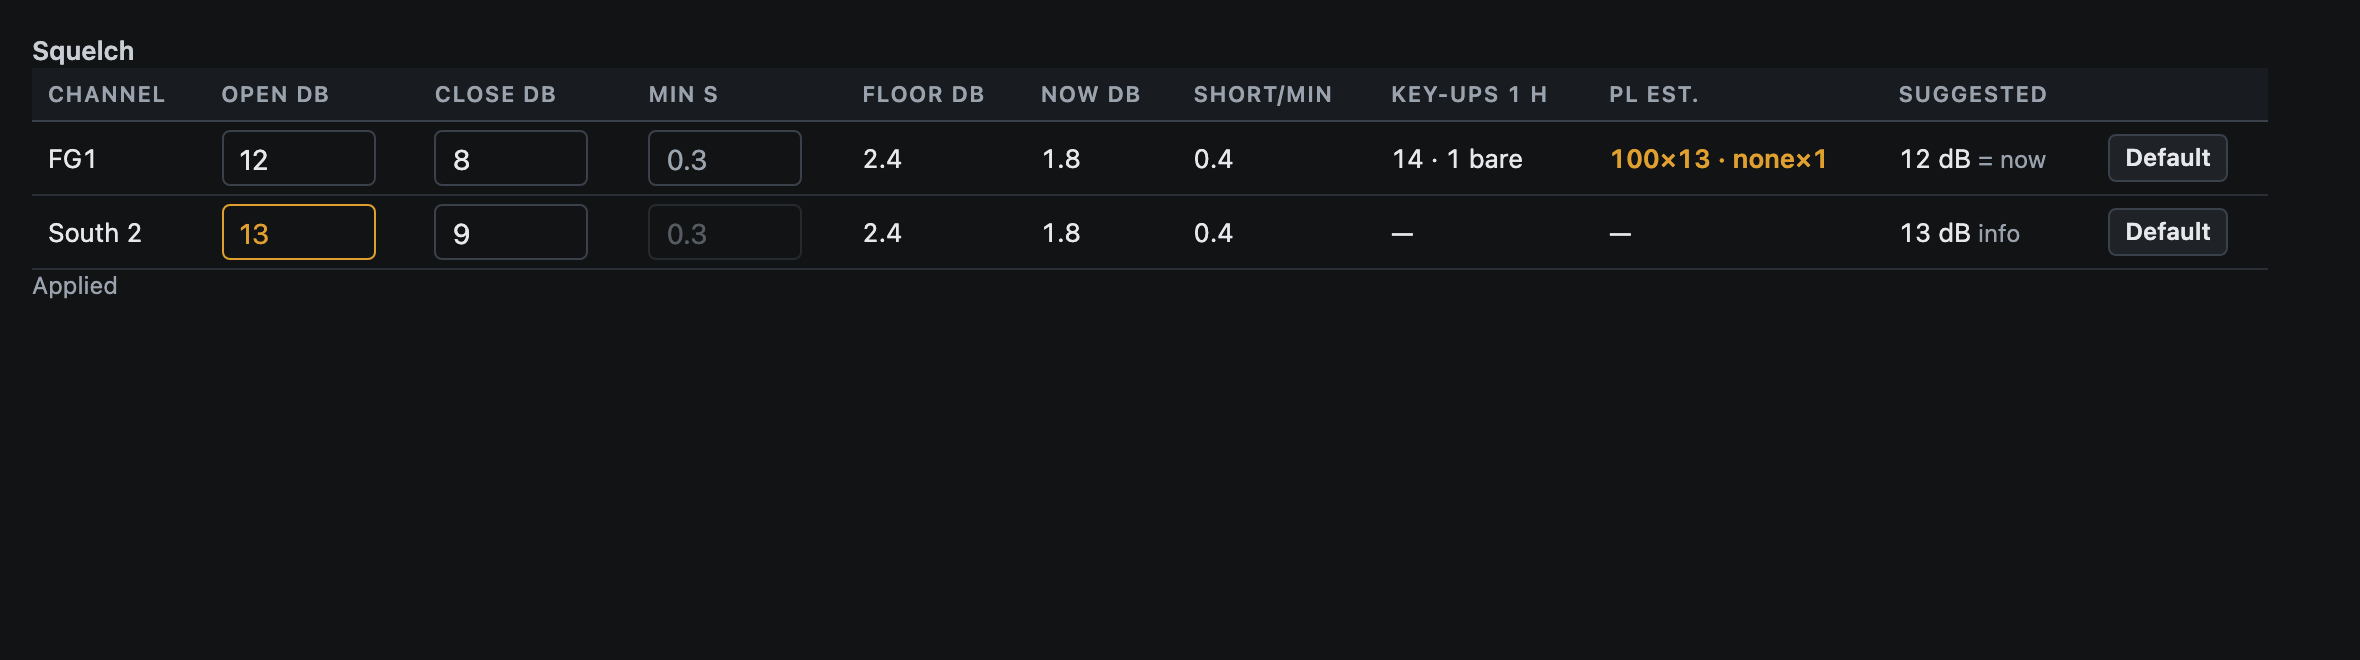 Squelch
CHANNEL OPEN DB CLOSE DB MIN S FLOOR DB NOW DB SHORT/MIN KEY-UPS 1 H PL EST. SUGGESTED
FG1 12 8 0.3 2.4 1.8 0.4 14 · 1 bare 100×13 · none×1 12 dB = now Default
South 2 13 9 0.3 2.4 1.8 0.4 — — 13 dB info Default
Applied